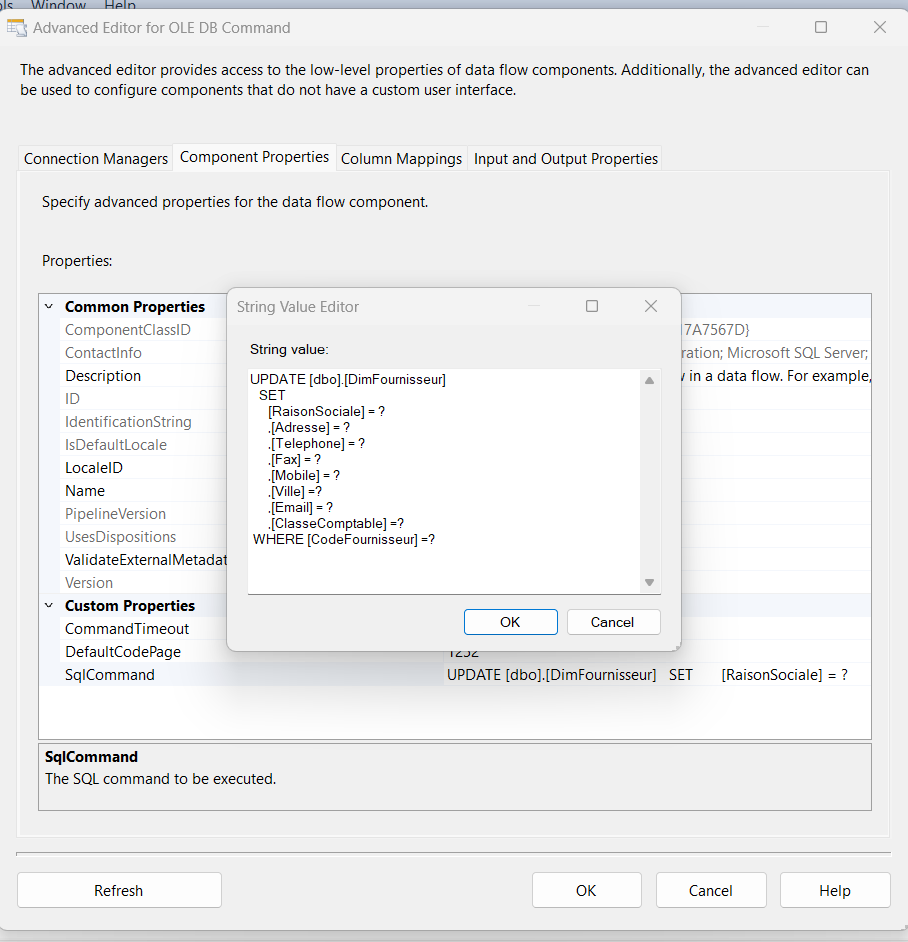 Window Help
Advanced Editor for OLE DB Command
The advanced editor provides access to the low-level properties of data flow components. Additionally, the advanced editor can
be used to configure components that do not have a custom user interface.
Connection Managers Component Properties Column Mappings Input and Output Properties
Specify advanced properties for the data flow component.
Properties:
Common Properties
ComponentClassID 17A7567D}
ContactInfo ration; Microsoft SQL Server;
Description in a data flow. For example,
ID
IdentificationString
IsDefaultLocale
LocaleID
Name
PipelineVersion
UsesDispositions
ValidateExternalMetadat
Version
Custom Properties
CommandTimeout
DefaultCodePage 1252
SqlCommand UPDATE [dbo].[DimFournisseur] SET [RaisonSociale] = ?
String Value Editor
String value:
UPDATE [dbo].[DimFournisseur]
SET
[RaisonSociale] = ?
,[Adresse] = ?
,[Telephone] = ?
,[Fax] = ?
,[Mobile] = ?
,[Ville] =?
,[Email] = ?
,[ClasseComptable] =?
WHERE [CodeFournisseur] =?
OK Cancel
SqlCommand
The SQL command to be executed.
Refresh OK Cancel Help